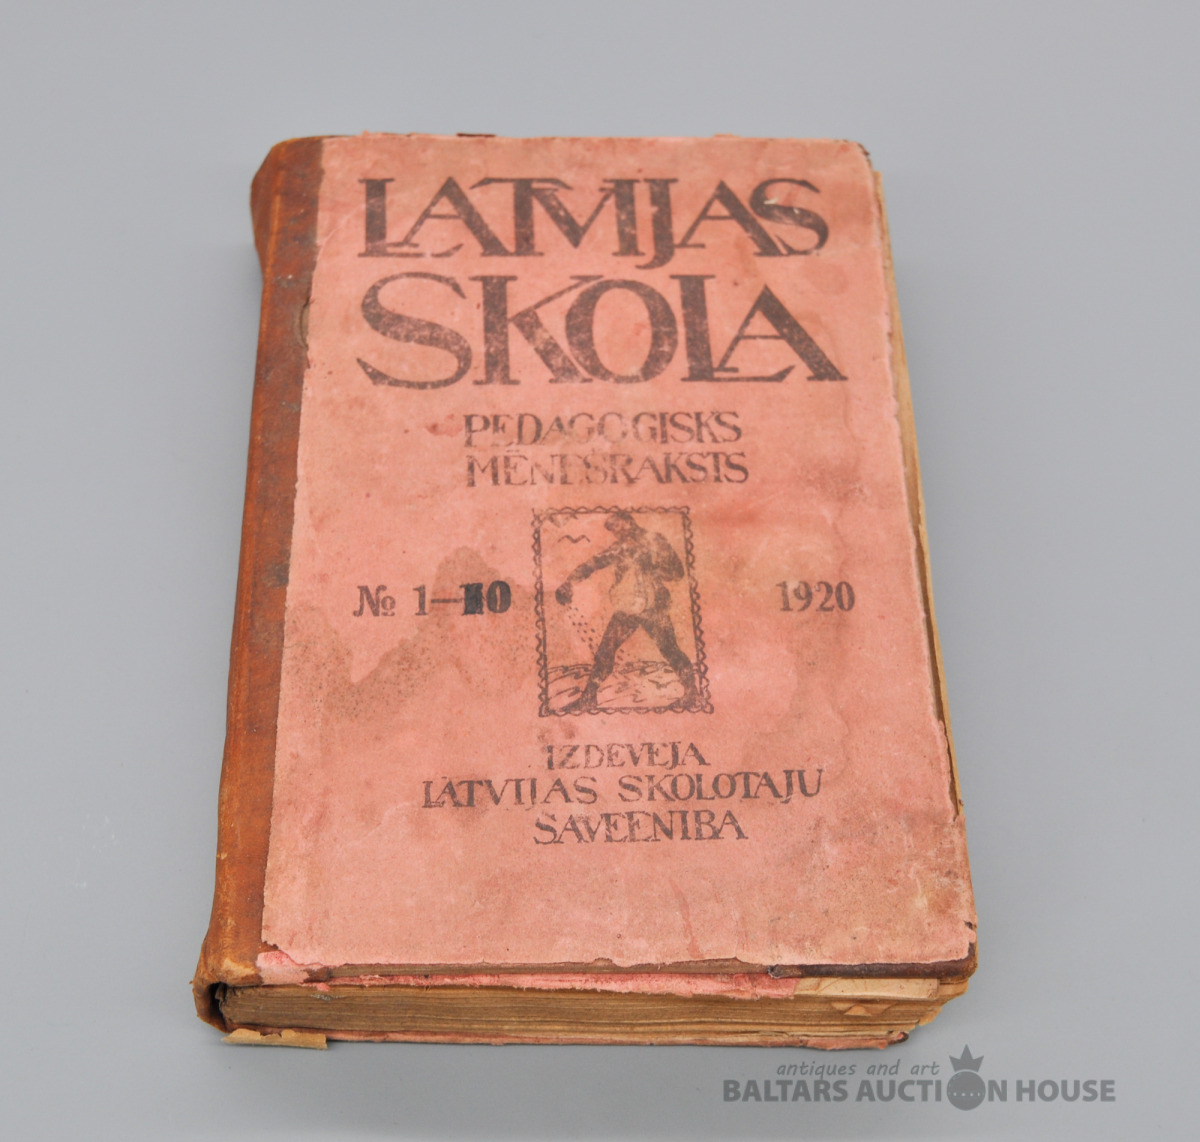 LATVIJAS
SKOLA
PEDAGOGISKS
MĒNEŠRAKSTS
№ 1—10
1920
IZDEVEJA
LATVIJAS SKOLOTAJU
SAVEENIBA
antiques and art
BALTARS AUCTION HOUSE